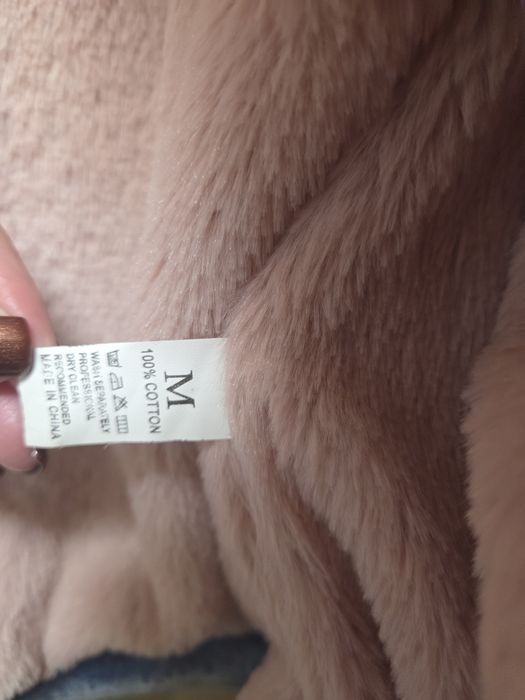 M
100% COTTON
WASH SEPARATELY
PROFESSIONAL
DRY CLEAN
RECOMMENDED
MADE IN CHINA